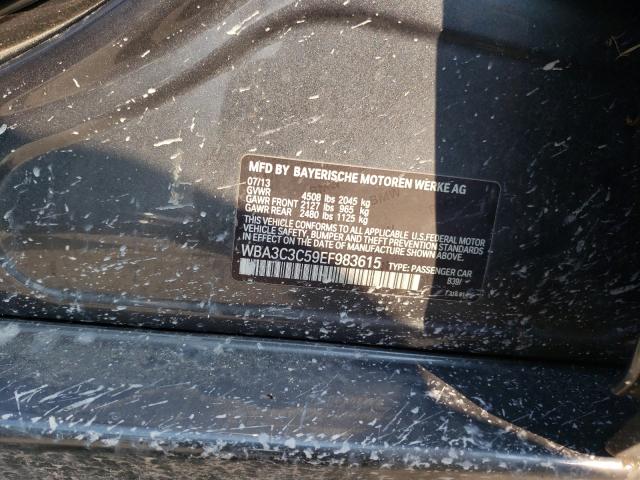 MFD BY BAYERISCHE MOTOREN WERKE AG
07/13
GVWR 4508 lbs 2045 kg
GAWR FRONT 2127 lbs 965 kg
GAWR REAR 2480 lbs 1125 kg
THIS VEHICLE CONFORMS TO ALL APPLICABLE U.S. FEDERAL MOTOR
VEHICLE SAFETY, BUMPER, AND THEFT PREVENTION
STANDARDS IN EFFECT ON THE DATE OF MANUFACTURE SHOWN ABOVE.
WBA3C3C59EF983615 TYPE: PASSENGER CAR
839/